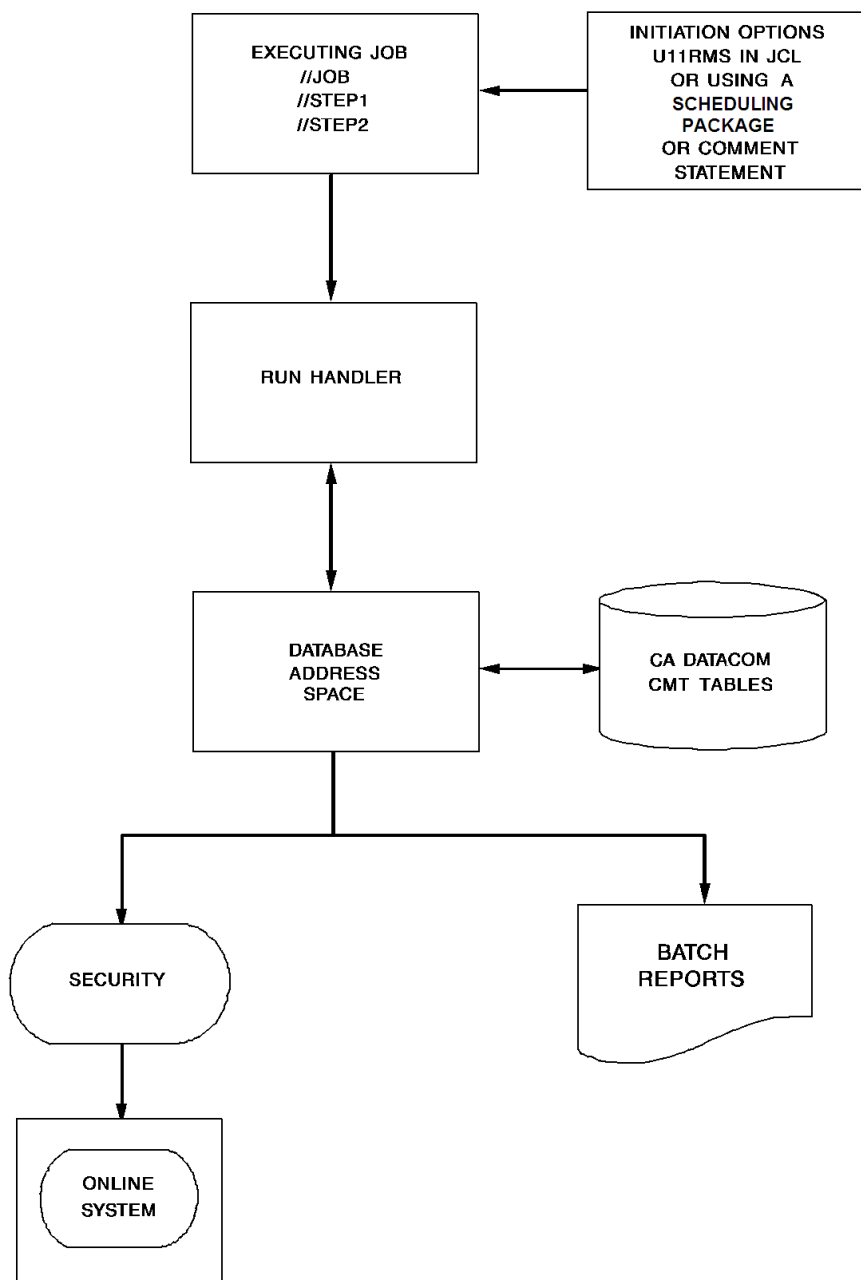 EXECUTING JOB
//JOB
//STEP1
//STEP2
INITIATION OPTIONS
U11RMS IN JCL
OR USING A
SCHEDULING
PACKAGE
OR COMMENT
STATEMENT
RUN HANDLER
DATABASE
ADDRESS
SPACE
CA DATACOM
CMT TABLES
SECURITY
BATCH
REPORTS
ONLINE
SYSTEM